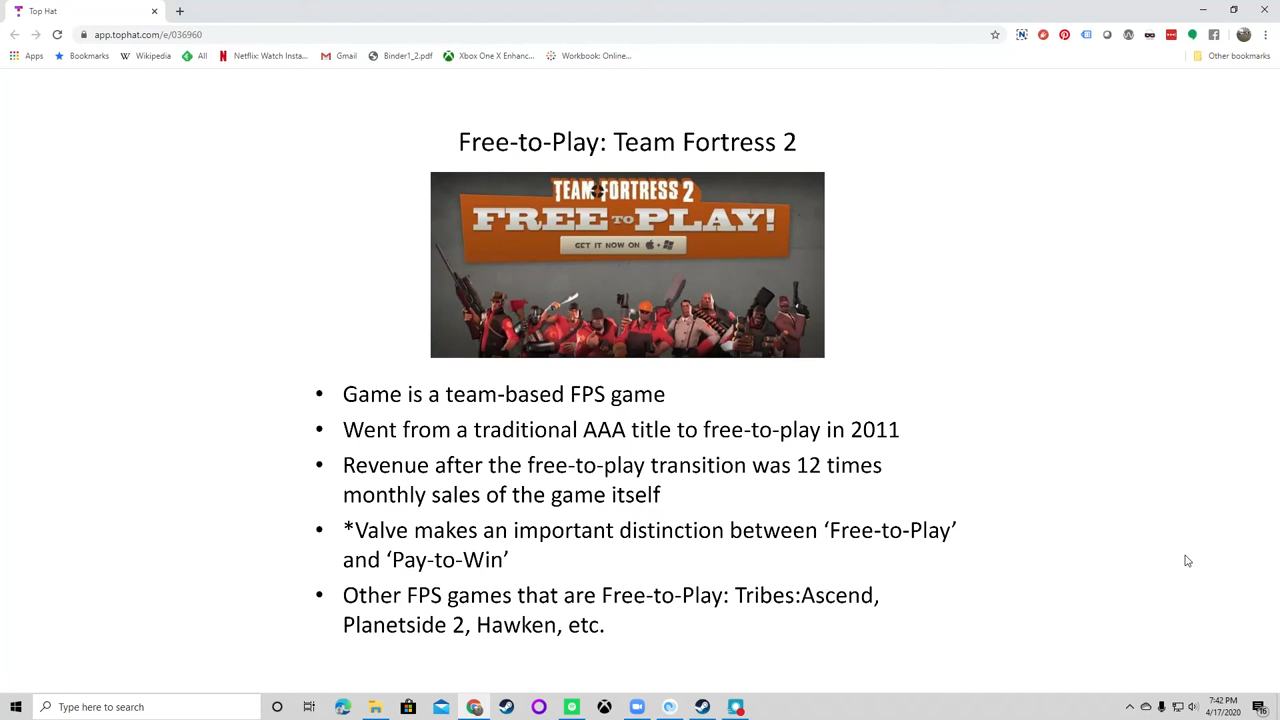 Top Hat
app.tophat.com/e/036960
Apps Bookmarks Wikipedia All Netflix: Watch Insta... Gmail Binder1_2.pdf Xbox One X Enhanc... Workbook: Online... Other bookmarks
Free-to-Play: Team Fortress 2
TEAM FORTRESS 2
FREE TO PLAY!
GET IT NOW ON +
• Game is a team-based FPS game
• Went from a traditional AAA title to free-to-play in 2011
• Revenue after the free-to-play transition was 12 times
monthly sales of the game itself
• *Valve makes an important distinction between ‘Free-to-Play’
and ‘Pay-to-Win’
• Other FPS games that are Free-to-Play: Tribes:Ascend,
Planetside 2, Hawken, etc.
Type here to search
7:42 PM
4/17/2020